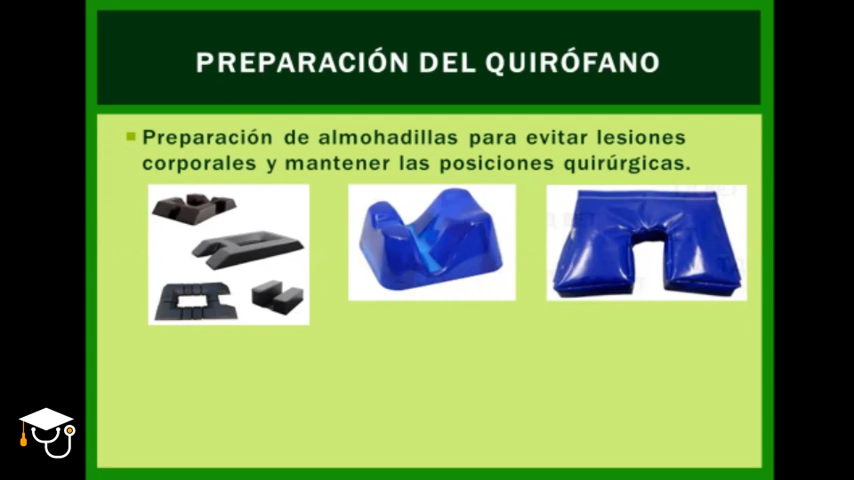 PREPARACIÓN DEL QUIRÓFANO
Preparación de almohadillas para evitar lesiones
corporales y mantener las posiciones quirúrgicas.